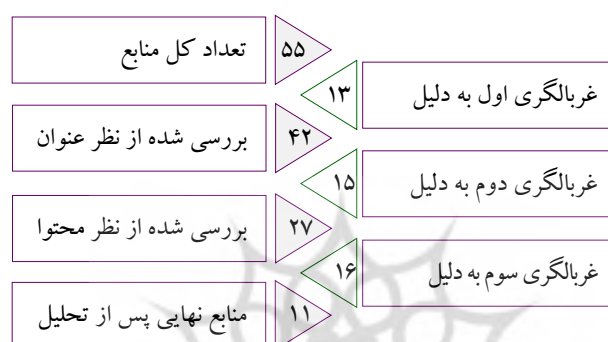 تعداد کل منابع
۵۵
غربالگری اول به دلیل
۱۳
بررسی شده از نظر عنوان
۴۲
غربالگری دوم به دلیل
۱۵
بررسی شده از نظر محتوا
۲۷
غربالگری سوم به دلیل
۱۶
منابع نهایی پس از تحلیل
۱۱